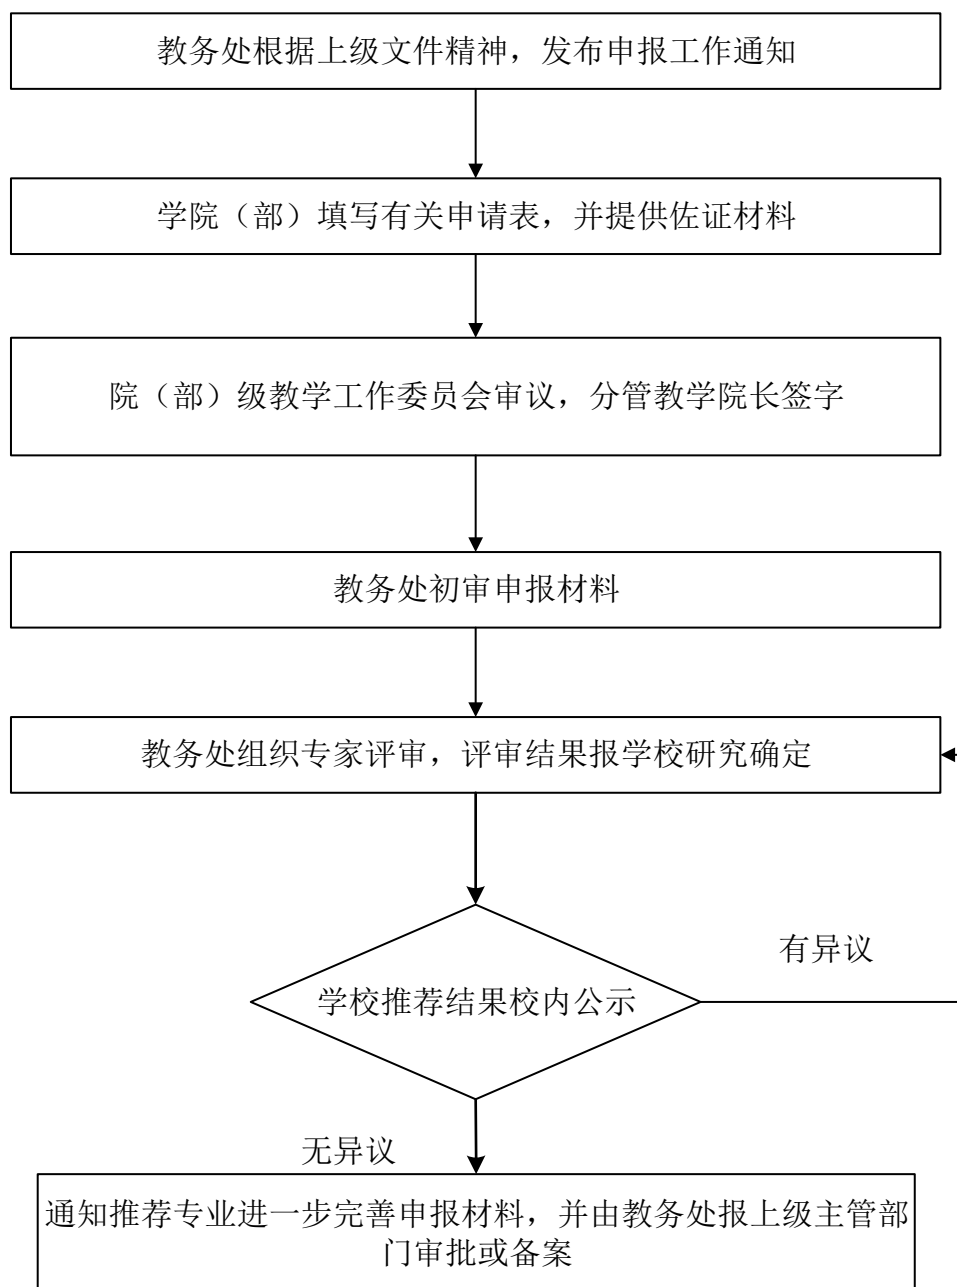 教务处根据上级文件精神，发布申报工作通知
学院（部）填写有关申请表，并提供佐证材料
院（部）级教学工作委员会审议，分管教学院长签字
教务处初审申报材料
教务处组织专家评审，评审结果报学校研究确定
有异议
学校推荐结果校内公示
无异议
通知推荐专业进一步完善申报材料，并由教务处报上级主管部
门审批或备案